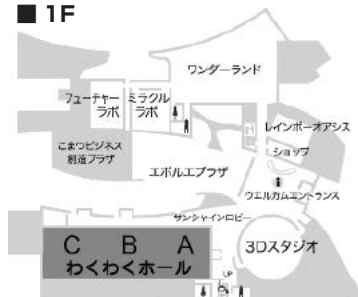 ■ 1F
ワンダーランド
フューチャー
ラボ
ミラクル
ラボ
レインボーオアシス
こまつビジネス
創造プラザ
ショップ
エボルエプラザ
ウエルカムエントランス
サンシャインロビー
C B A
わくわくホール
3Dスタジオ
UP